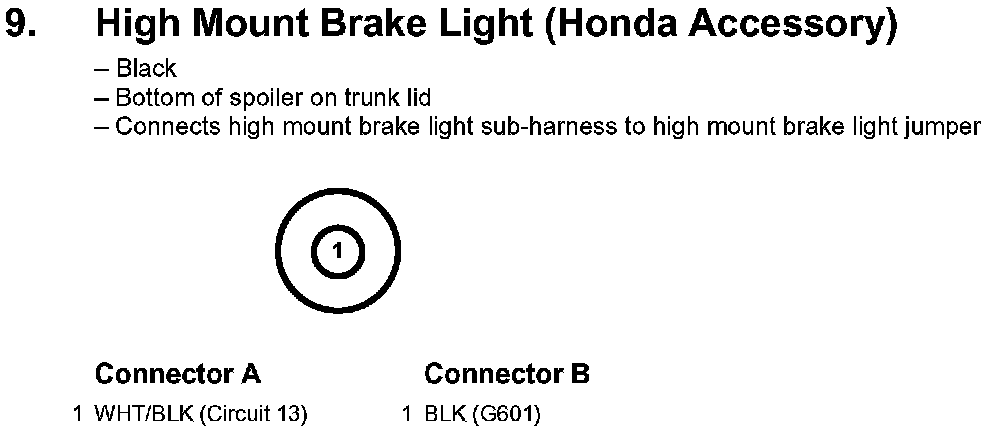 9. High Mount Brake Light (Honda Accessory)
– Black
– Bottom of spoiler on trunk lid
– Connects high mount brake light sub-harness to high mount brake light jumper
1
Connector A Connector B
1 WHT/BLK (Circuit 13) 1 BLK (G601)